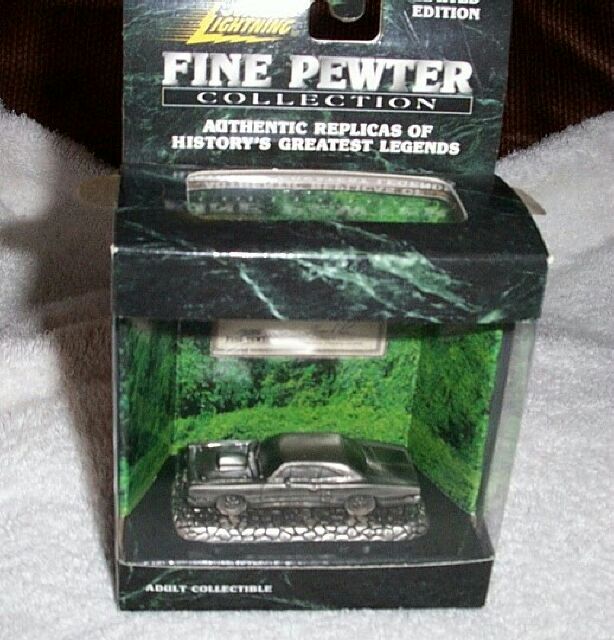 LIGHTNING
EDITION
FINE PEWTER
COLLECTION
AUTHENTIC REPLICAS OF
HISTORY'S GREATEST LEGENDS
ADULT COLLECTIBLE